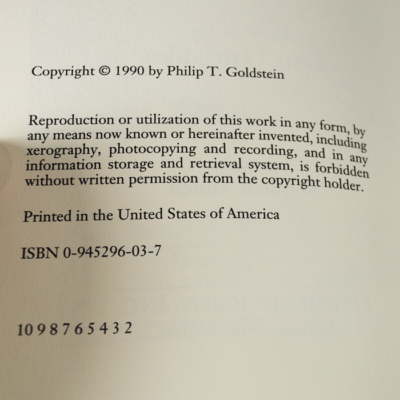 Copyright © 1990 by Philip T. Goldstein
Reproduction or utilization of this work in any form, by
any means now known or hereinafter invented, including
xerography, photocopying and recording, and in any
information storage and retrieval system, is forbidden
without written permission from the copyright holder.
Printed in the United States of America
ISBN 0-945296-03-7
10 9 8 7 6 5 4 3 2